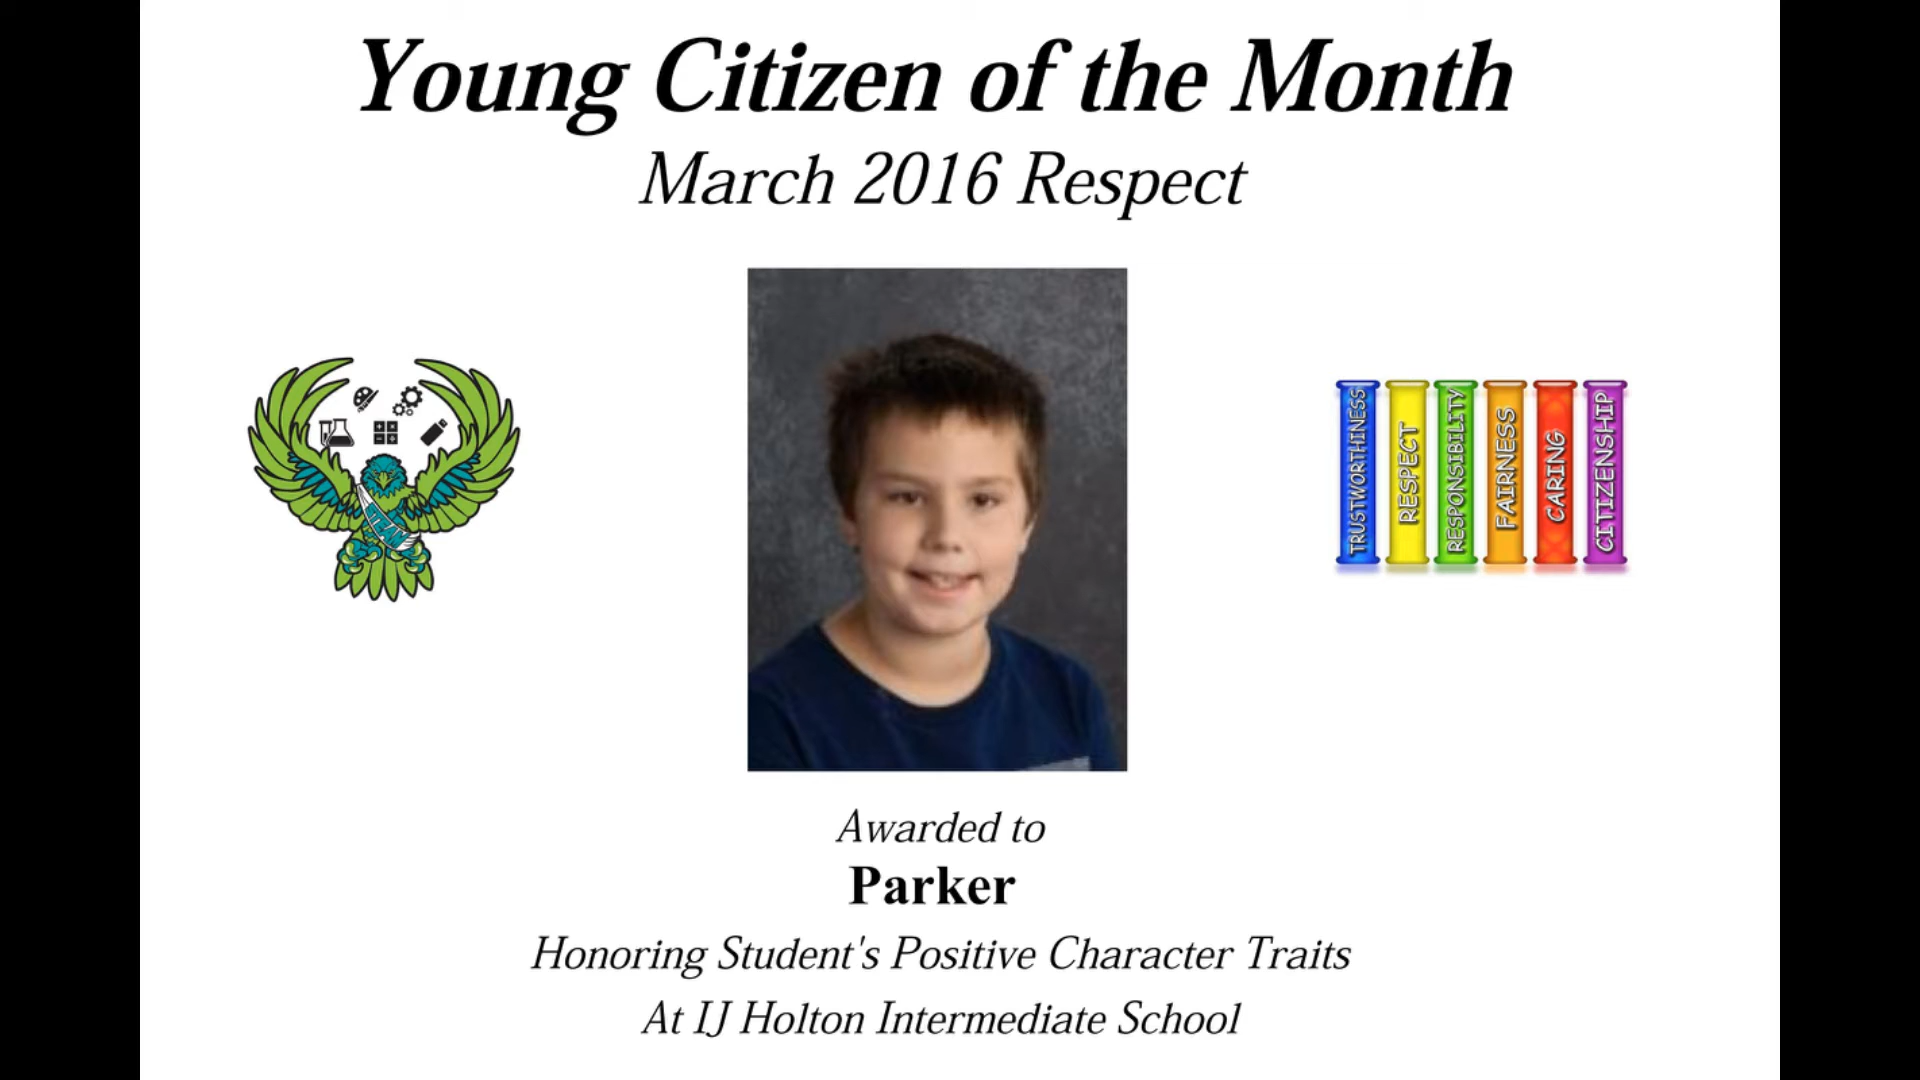 Young Citizen of the Month
March 2016 Respect
STEAM
TRUSTWORTHINESS
RESPECT
RESPONSIBILITY
FAIRNESS
CARING
CITIZENSHIP
Awarded to
Parker
Honoring Student's Positive Character Traits
At IJ Holton Intermediate School